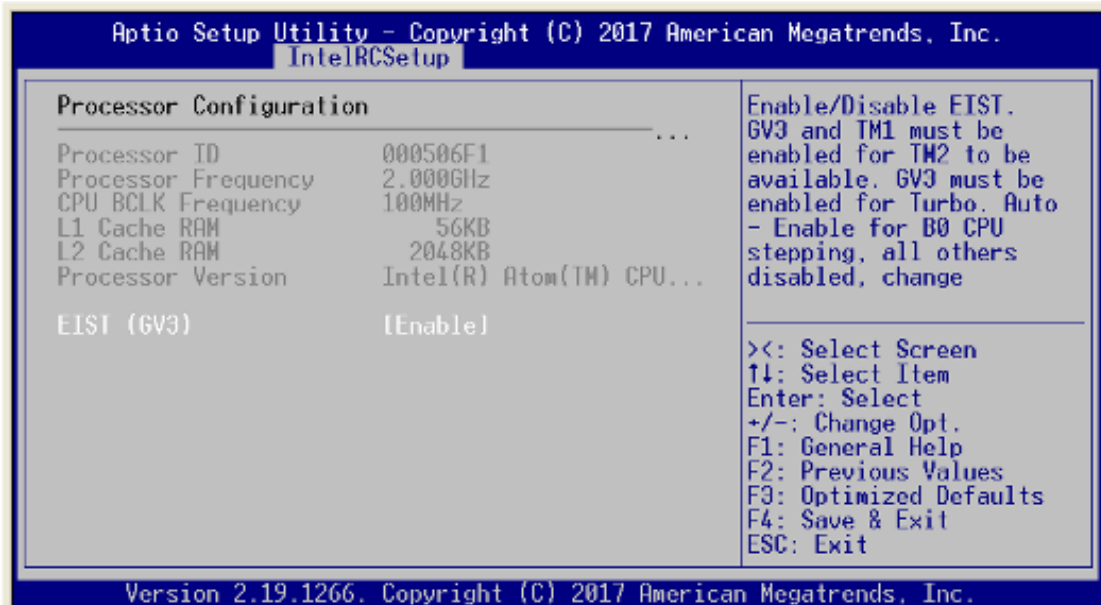 Aptio Setup Utility - Copyright (C) 2017 American Megatrends, Inc.
IntelRCSetup
Processor Configuration
...
Processor ID 000506F1
Processor Frequency 2.000GHz
CPU BCLK Frequency 100MHz
L1 Cache RAM 56KB
L2 Cache RAM 2048KB
Processor Version Intel(R) Atom(TM) CPU...
EIST (GV3) [Enable]
Enable/Disable EIST.
GV3 and TM1 must be
enabled for TM2 to be
available. GV3 must be
enabled for Turbo. Auto
- Enable for B0 CPU
stepping, all others
disabled, change
><: Select Screen
↑↓: Select Item
Enter: Select
+/-: Change Opt.
F1: General Help
F2: Previous Values
F3: Optimized Defaults
F4: Save & Exit
ESC: Exit
Version 2.19.1266. Copyright (C) 2017 American Megatrends, Inc.